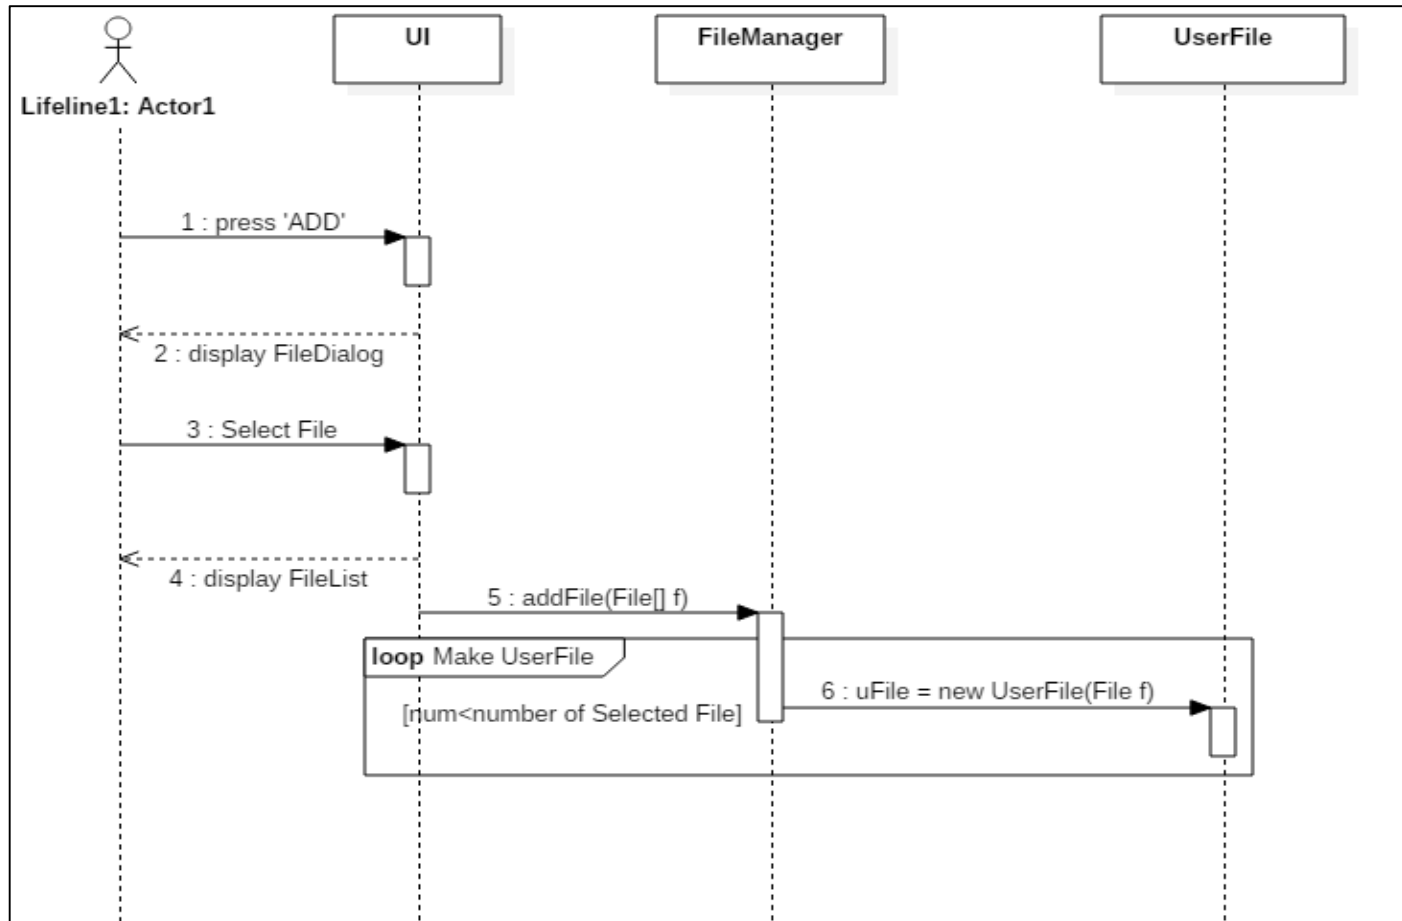 UI
FileManager
UserFile
Lifeline1: Actor1
1 : press 'ADD'
2 : display FileDialog
3 : Select File
4 : display FileList
5 : addFile(File[] f)
loop Make UserFile
6 : uFile = new UserFile(File f)
[num<number of Selected File]